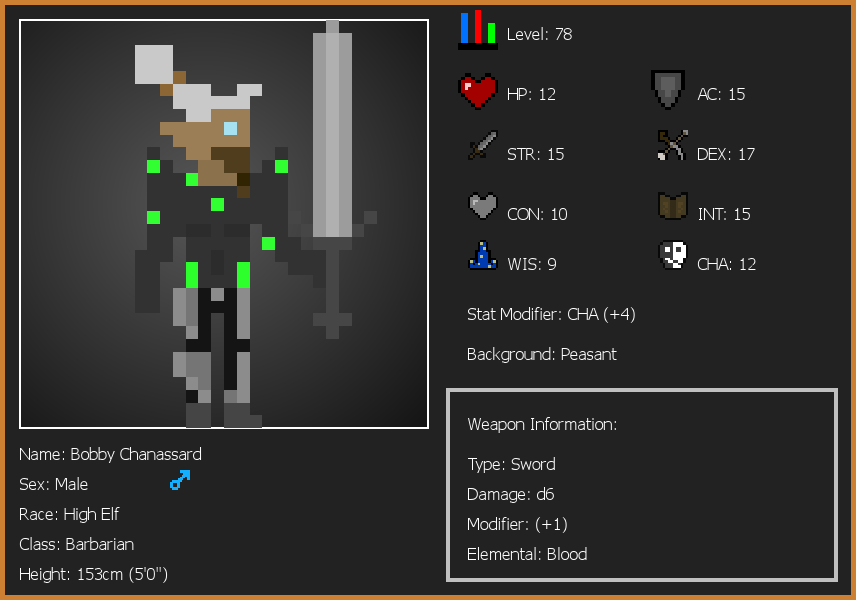 Level: 78
HP: 12
AC: 15
STR: 15
DEX: 17
CON: 10
INT: 15
WIS: 9
CHA: 12
Stat Modifier: CHA (+4)
Background: Peasant
Weapon Information:
Type: Sword
Damage: d6
Modifier: (+1)
Elemental: Blood
Name: Bobby Chanassard
Sex: Male
Race: High Elf
Class: Barbarian
Height: 153cm (5'0")